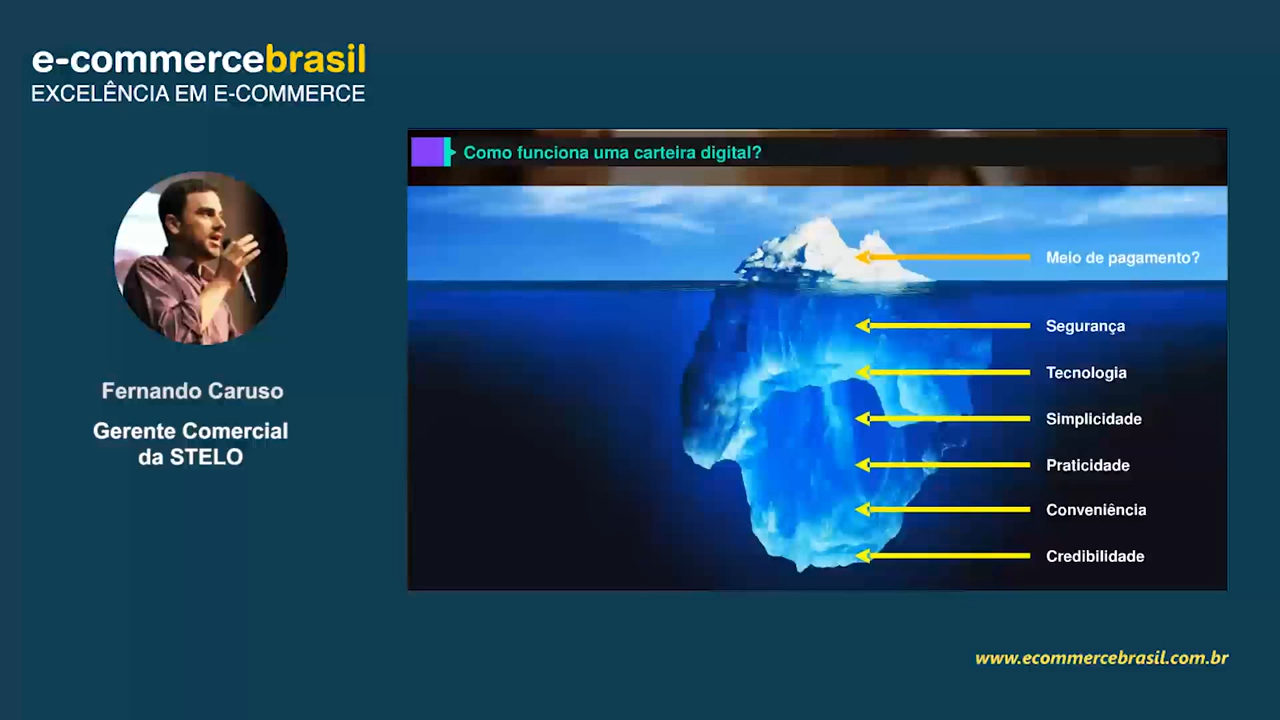 e-commercebrasil
EXCELÊNCIA EM E-COMMERCE
Fernando Caruso
Gerente Comercial
da STELO
Como funciona uma carteira digital?
Meio de pagamento?
Segurança
Tecnologia
Simplicidade
Praticidade
Conveniência
Credibilidade
www.ecommercebrasil.com.br